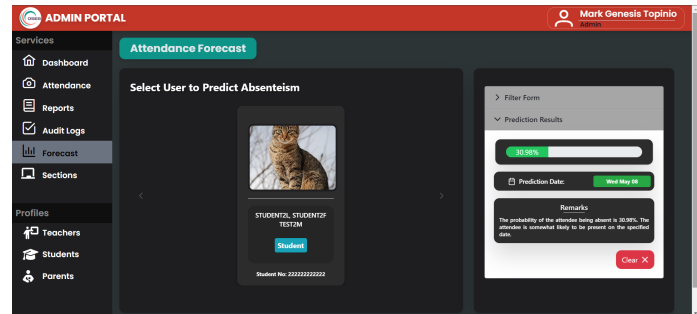 ADMIN PORTAL
Mark Genesis Topinio
Admin
Services
Dashboard
Attendance
Reports
Audit Logs
Forecast
Sections
Profiles
Teachers
Students
Parents
Attendance Forecast
Select User to Predict Absenteism
STUDENT2L, STUDENT2F
TEST2M
Student
Student No: 222222222222
Filter Form
Prediction Results
30.98%
Prediction Date:
Wed May 08
Remarks
The probability of the attendee being absent is 30.98%. The
attendee is somewhat likely to be present on the specified
date.
Clear X